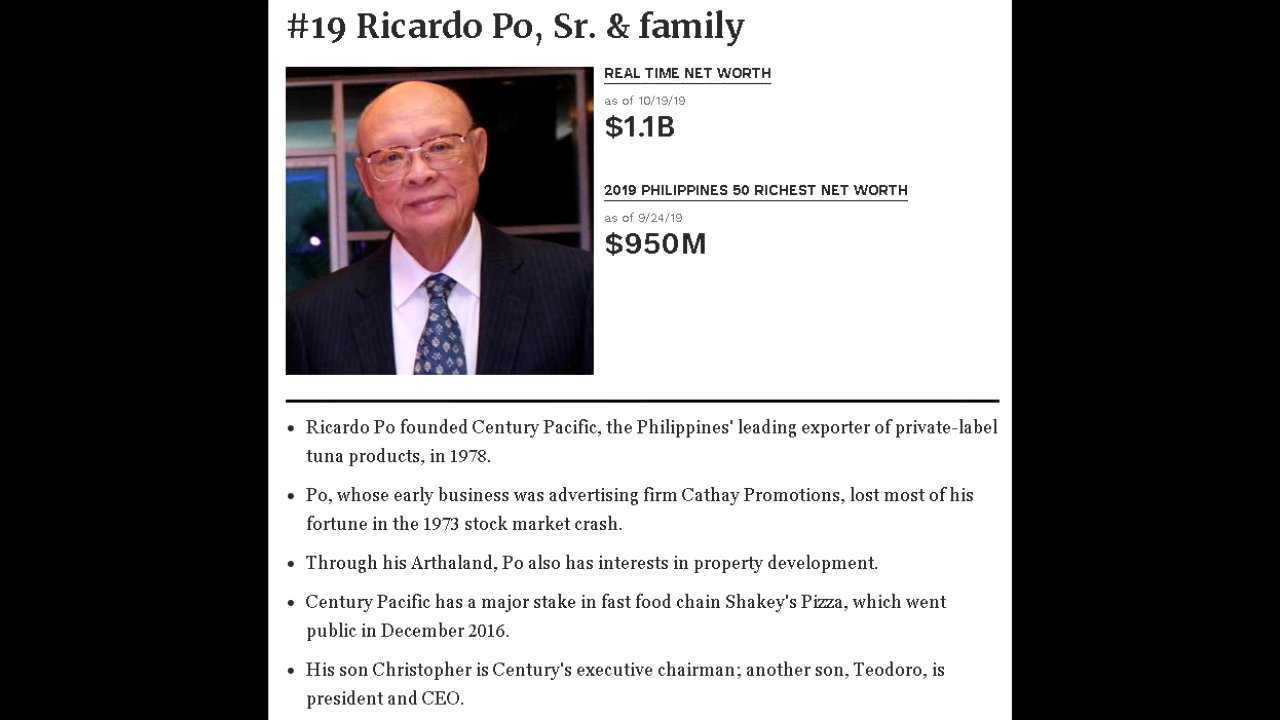 #19 Ricardo Po, Sr. & family
REAL TIME NET WORTH
as of 10/19/19
$1.1B
2019 PHILIPPINES 50 RICHEST NET WORTH
as of 9/24/19
$950M
• Ricardo Po founded Century Pacific, the Philippines' leading exporter of private-label
tuna products, in 1978.
• Po, whose early business was advertising firm Cathay Promotions, lost most of his
fortune in the 1973 stock market crash.
• Through his Arthaland, Po also has interests in property development.
• Century Pacific has a major stake in fast food chain Shakey's Pizza, which went
public in December 2016.
• His son Christopher is Century's executive chairman; another son, Teodoro, is
president and CEO.